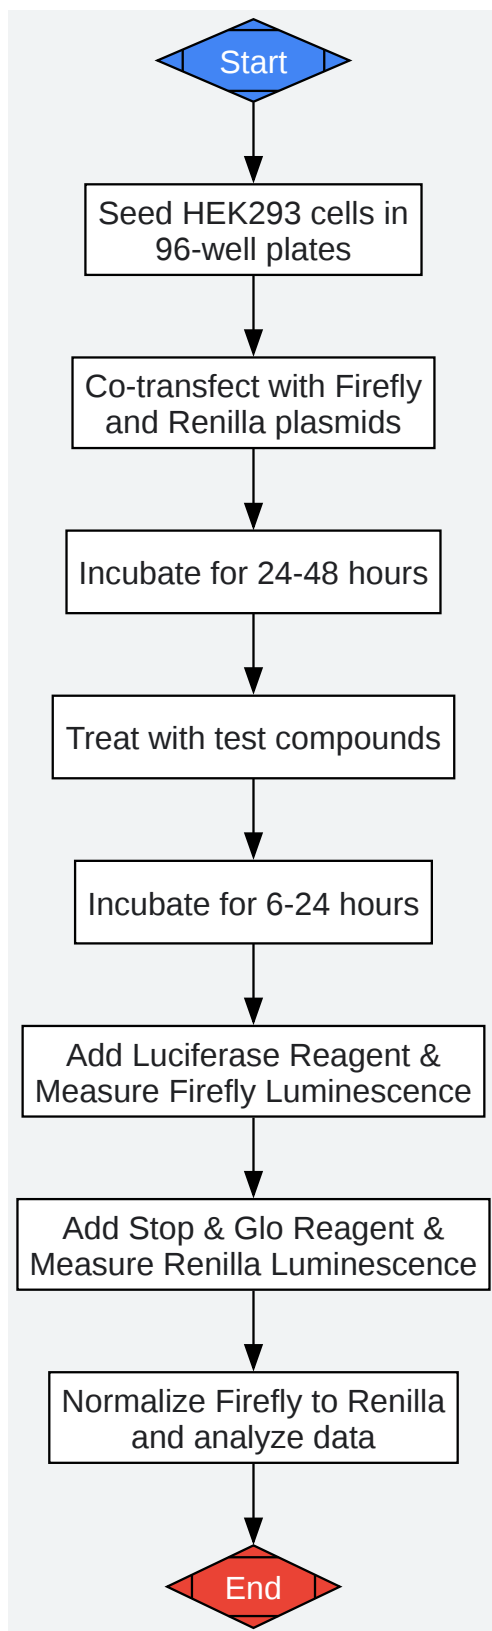 Start
Seed HEK293 cells in
96-well plates
Co-transfect with Firefly
and Renilla plasmids
Incubate for 24-48 hours
Treat with test compounds
Incubate for 6-24 hours
Add Luciferase Reagent &
Measure Firefly Luminescence
Add Stop & Glo Reagent &
Measure Renilla Luminescence
Normalize Firefly to Renilla
and analyze data
End